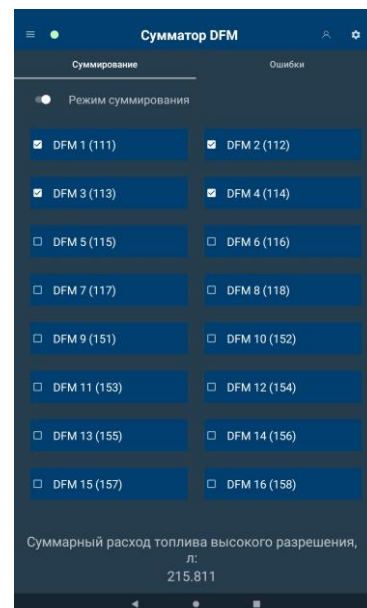 Сумматор DFM
Суммирование Ошибки
Режим суммирования
DFM 1 (111) DFM 2 (112)
DFM 3 (113) DFM 4 (114)
DFM 5 (115) DFM 6 (116)
DFM 7 (117) DFM 8 (118)
DFM 9 (151) DFM 10 (152)
DFM 11 (153) DFM 12 (154)
DFM 13 (155) DFM 14 (156)
DFM 15 (157) DFM 16 (158)
Суммарный расход топлива высокого разрешения,
л:
215.811